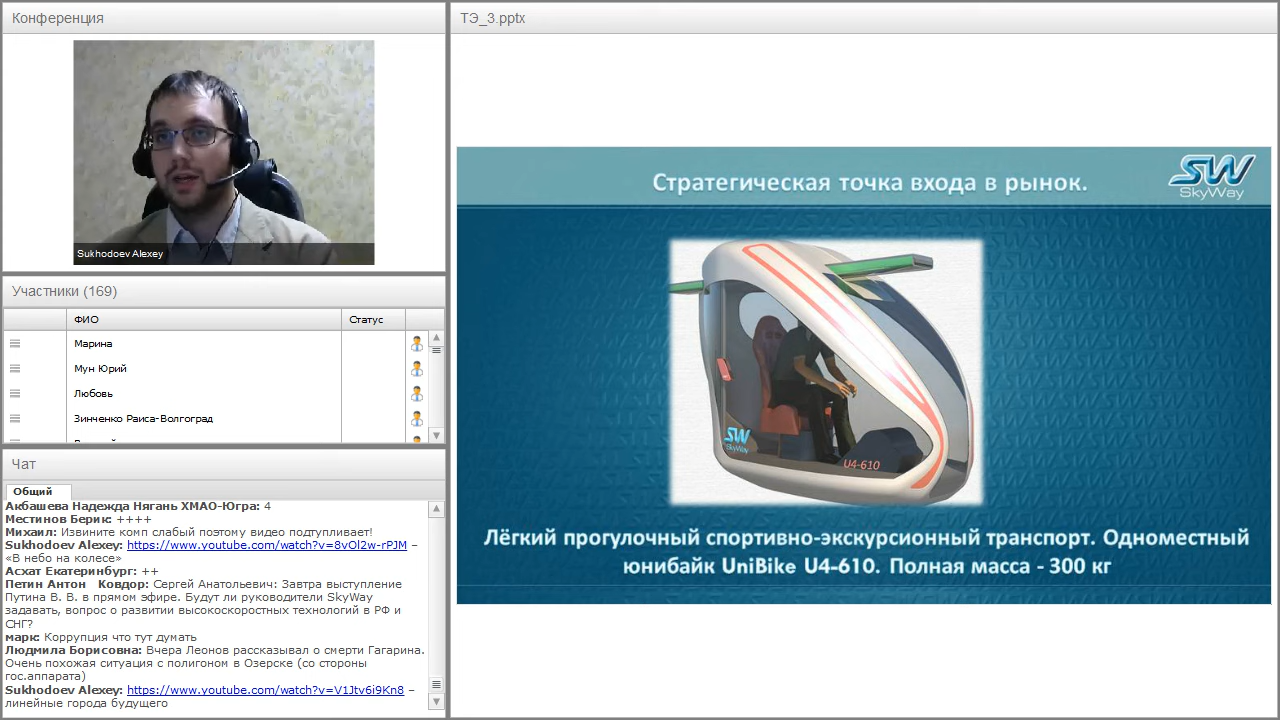 Конференция
Sukhodoev Alexey
Участники (169)
ФИО
Статус
Марина
Мун Юрий
Любовь
Зинченко Раиса-Волгоград
Чат
Общий
Акбашева Надежда Нягань ХМАО-Югра: 4
Местинов Берик: ++++
Михаил: Извините комп слабый поэтому видео подтупливает!
Sukhodoev Alexey: https://www.youtube.com/watch?v=8vOl2w-rPJM –
«В небо на колесе»
Асхат Екатеринбург: ++
Петин Антон Ковдор: Сергей Анатольевич: Завтра выступление
Путина В. В. в прямом эфире. Будут ли руководители SkyWay
задавать, вопрос о развитии высокоскоростных технологий в РФ и
СНГ?
марк: Коррупция что тут думать
Людмила Борисовна: Вчера Леонов рассказывал о смерти Гагарина.
Очень похожая ситуация с полигоном в Озерске (со стороны
гос.аппарата)
Sukhodoev Alexey: https://www.youtube.com/watch?v=V1Jtv6i9Kn8 –
линейные города будущего
ТЭ_3.pptx
Стратегическая точка входа в рынок.
SW
SkyWay
SW
SkyWay
U4-610
Лёгкий прогулочный спортивно-экскурсионный транспорт. Одноместный
юнибайк UniBike U4-610. Полная масса - 300 кг